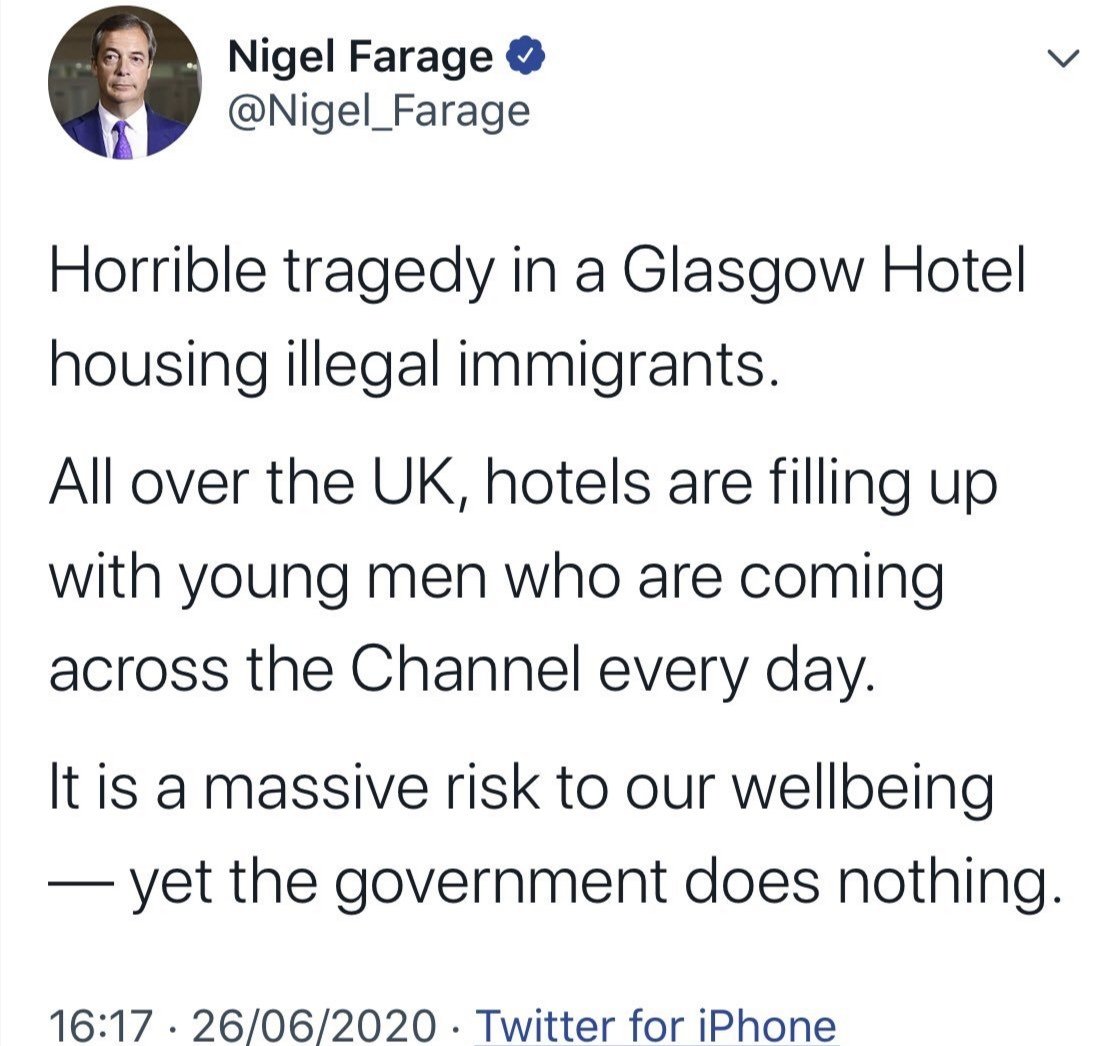 Nigel Farage
@Nigel_Farage
Horrible tragedy in a Glasgow Hotel
housing illegal immigrants.
All over the UK, hotels are filling up
with young men who are coming
across the Channel every day.
It is a massive risk to our wellbeing
— yet the government does nothing.
16:17 · 26/06/2020 · Twitter for iPhone